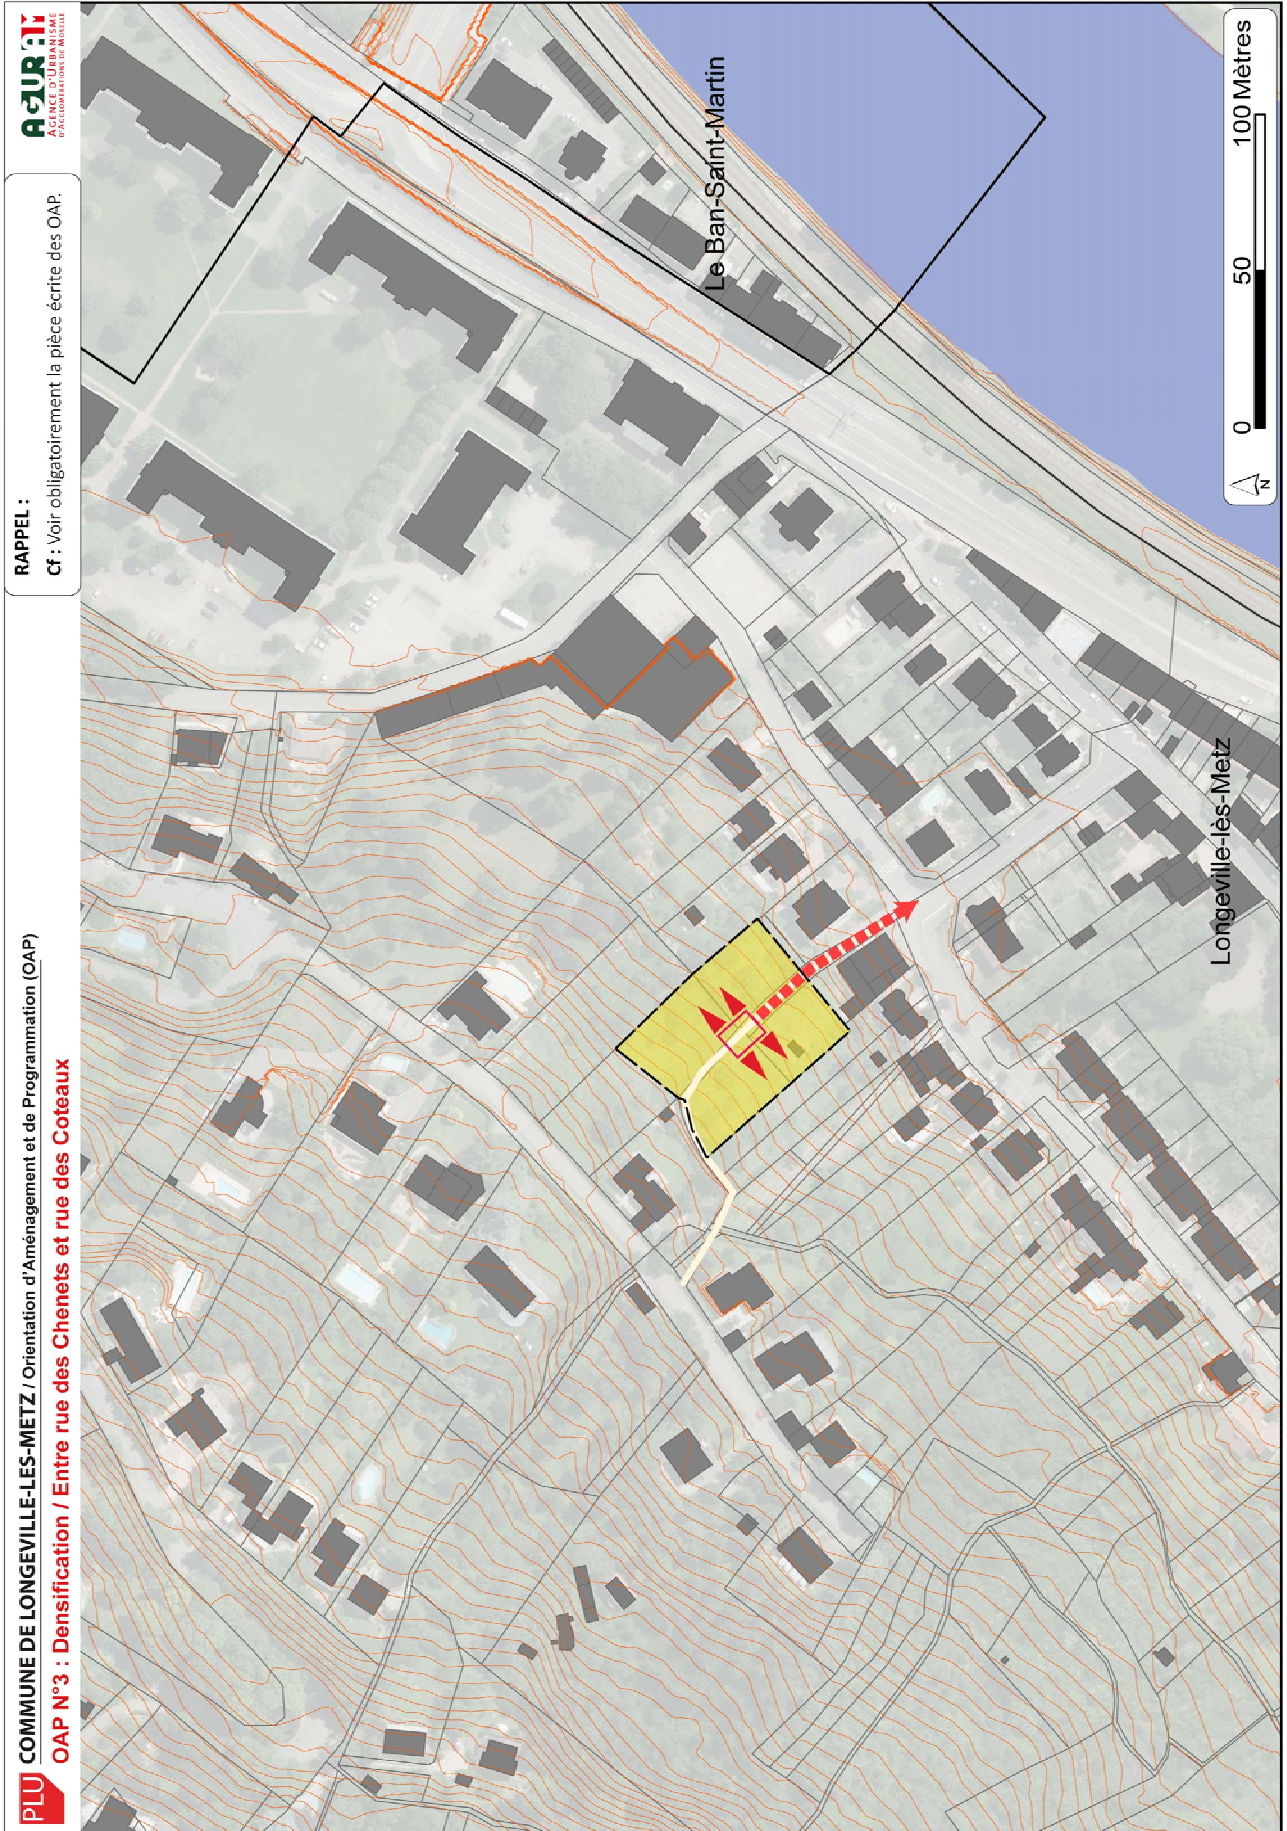 PLU
COMMUNE DE LONGEVILLE-LES-METZ / Orientation d'Aménagement et de Programmation (OAP)
OAP N°3 : Densification / Entre rue des Chenets et rue des Coteaux
RAPPEL :
Cf : Voir obligatoirement la pièce écrite des OAP.
AGURAM
AGENCE D'URBANISME
D'AGGLOMÉRATIONS DE MOSELLE
Le Ban-Saint-Martin
Longeville-lès-Metz
N
0 50 100 Mètres